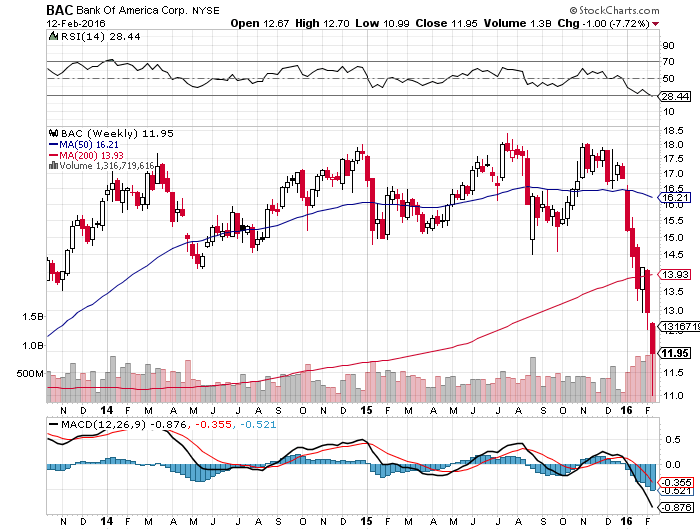 BAC Bank Of America Corp. NYSE © StockCharts.com
12-Feb-2016 Open 12.67 High 12.70 Low 10.99 Close 11.95 Volume 1.3B Chg -1.00 (-7.72%)
RSI(14) 28.44
90
70
50
28.44
10
BAC (Weekly) 11.95
MA(50) 16.21
MA(200) 13.93
Volume 1,316,719,616
18.5
18.0
17.5
17.0
16.5
16.21
16.0
15.5
15.0
14.5
13.93
13.5
13.0
1.5B
12.5
1316719
1.0B
11.95
500M
11.5
11.0
N D 14 F M A M J J A S O N D 15 F M A M J J A S O N D 16 F
MACD(12,26,9) -0.876, -0.355, -0.521
0.5
0.0
-0.355
-0.521
-0.876
N D 14 F M A M J J A S O N D 15 F M A M J J A S O N D 16 F